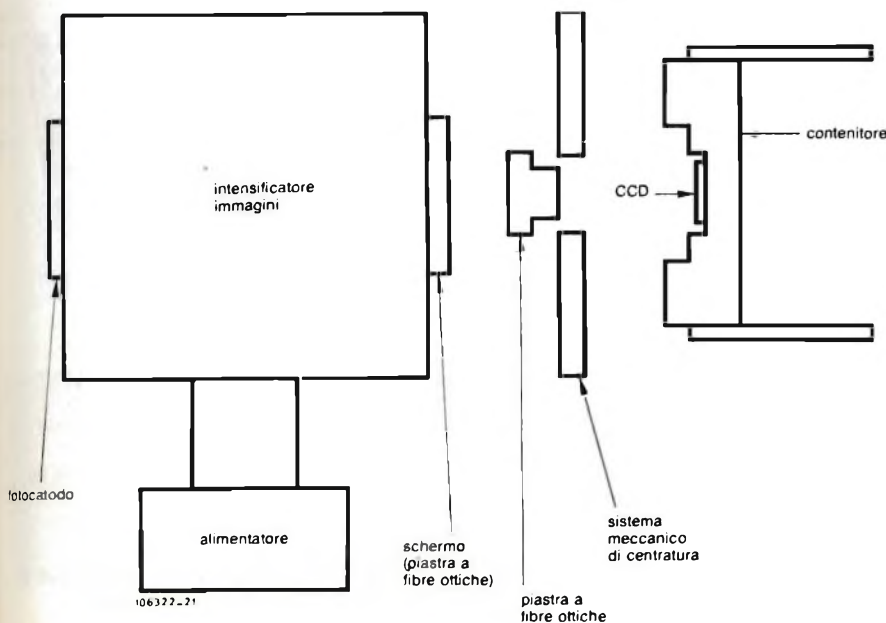 intensificatore
immagini
contenitore
CCD
fotocatodo
alimentatore
schermo
(piastra a
fibre ottiche)
sistema
meccanico
di centratura
piastra a
fibre ottiche
106322-21